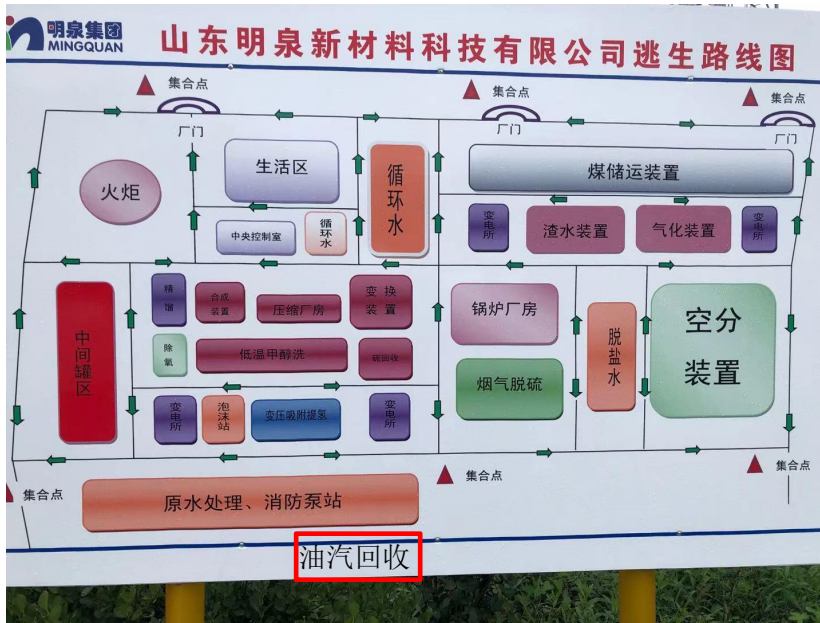 明泉集团
MINGQUAN
山东明泉新材料科技有限公司逃生路线图
集合点
集合点
集合点
厂门
厂门
厂门
火炬
生活区
循环水
煤储运装置
中央控制室
循环水
变电所
渣水装置
气化装置
变电所
中间罐区
精馏
合成装置
压缩厂房
变换装置
锅炉厂房
脱盐水
空分装置
除氧
低温甲醇洗
硫回收
烟气脱硫
变电所
泡沫站
变压吸附提氢
变电所
集合点
集合点
集合点
原水处理、消防泵站
油汽回收